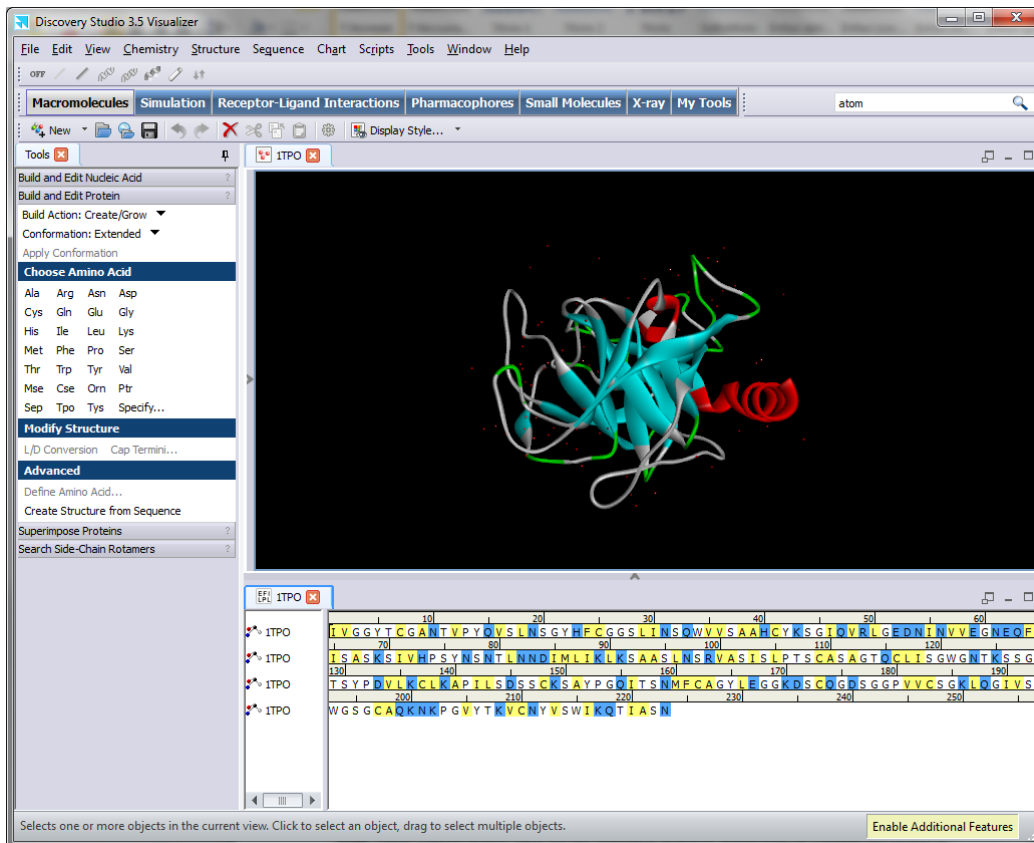 Discovery Studio 3.5 Visualizer
File Edit View Chemistry Structure Sequence Chart Scripts Tools Window Help
OFF
Macromolecules Simulation Receptor-Ligand Interactions Pharmacophores Small Molecules X-ray My Tools atom
New Display Style...
Tools 1TPO
Build and Edit Nucleic Acid ?
Build and Edit Protein ?
Build Action: Create/Grow
Conformation: Extended
Apply Conformation
Choose Amino Acid
Ala Arg Asn Asp
Cys Gln Glu Gly
His Ile Leu Lys
Met Phe Pro Ser
Thr Trp Tyr Val
Mse Cse Orn Ptr
Sep Tpo Tys Specify...
Modify Structure
L/D Conversion Cap Termini...
Advanced
Define Amino Acid...
Create Structure from Sequence
Superimpose Proteins ?
Search Side-Chain Rotamers ?
EFI LPL 1TPO
10 20 30 40 50 60
1TPO IVGGYTCGANTVPYQVSLNSGYHFCGGSLINSQWVVSAAHCYKSGIQVRLGEDNINVVEGNEQF
70 80 90 100 110 120
1TPO ISASKSIVHPSYNSNTLNNDIMLIKLKSAASLNSRVASISLPTSCASAGTQCLISGWGNTKSSG
130 140 150 160 170 180 190
1TPO TSYPDVLKCLKAPILSDSSCKSAYPGQITSNMFCAGYLEGGKDSCQGDSGGPVVCSGKLQGIVS
200 210 220 230 240 250
1TPO WGSGCAQKNKPGVYTKVCNYVSWIKQTIASN
Selects one or more objects in the current view. Click to select an object, drag to select multiple objects. Enable Additional Features